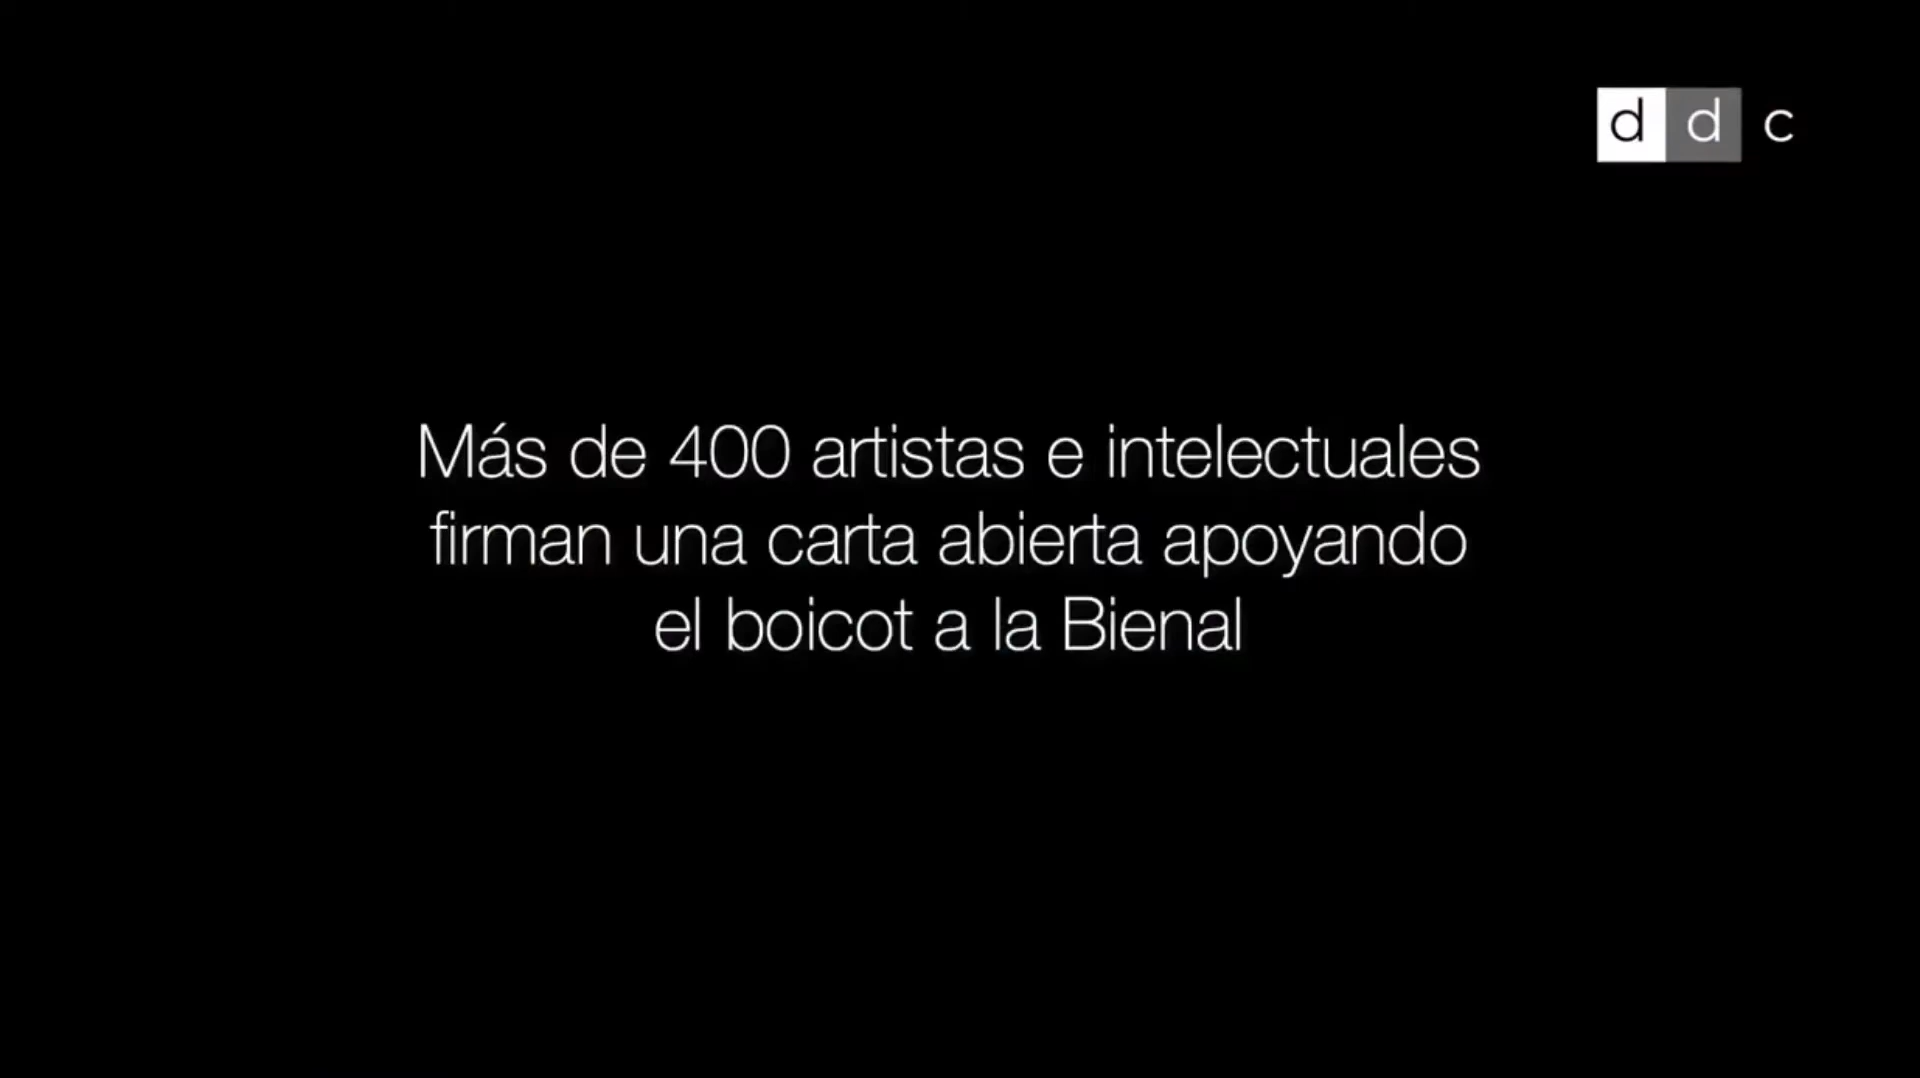 d d c
Más de 400 artistas e intelectuales
firman una carta abierta apoyando
el boicot a la Bienal